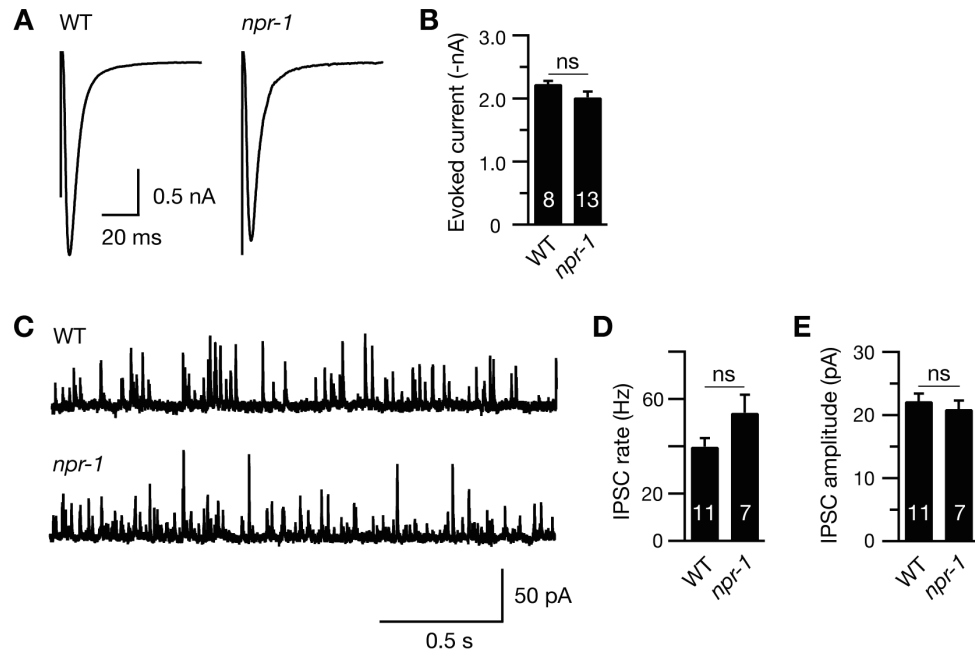 A
WT
npr-1
0.5 nA
20 ms
B
Evoked current (-nA)
3.0
2.0
1.0
0
ns
8
13
WT
npr-1
C
WT
npr-1
50 pA
0.5 s
D
IPSC rate (Hz)
60
20
0
ns
11
7
WT
npr-1
E
IPSC amplitude (pA)
30
20
10
0
ns
11
7
WT
npr-1